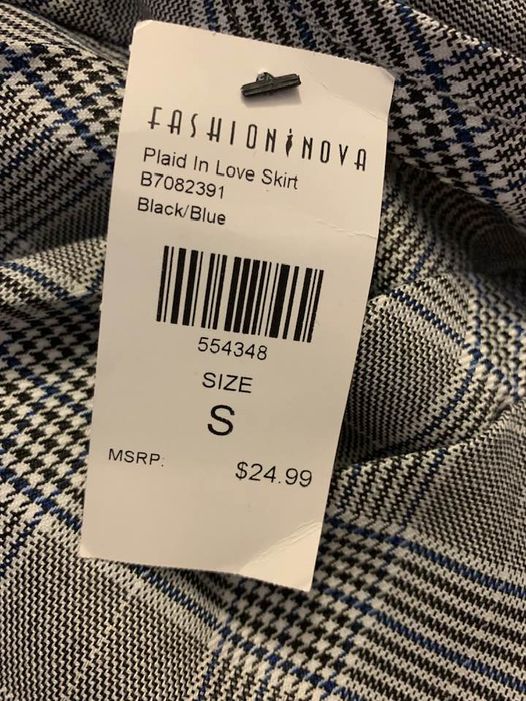 FASHION NOVA
Plaid In Love Skirt
B7082391
Black/Blue
554348
SIZE
S
MSRP:
$24.99